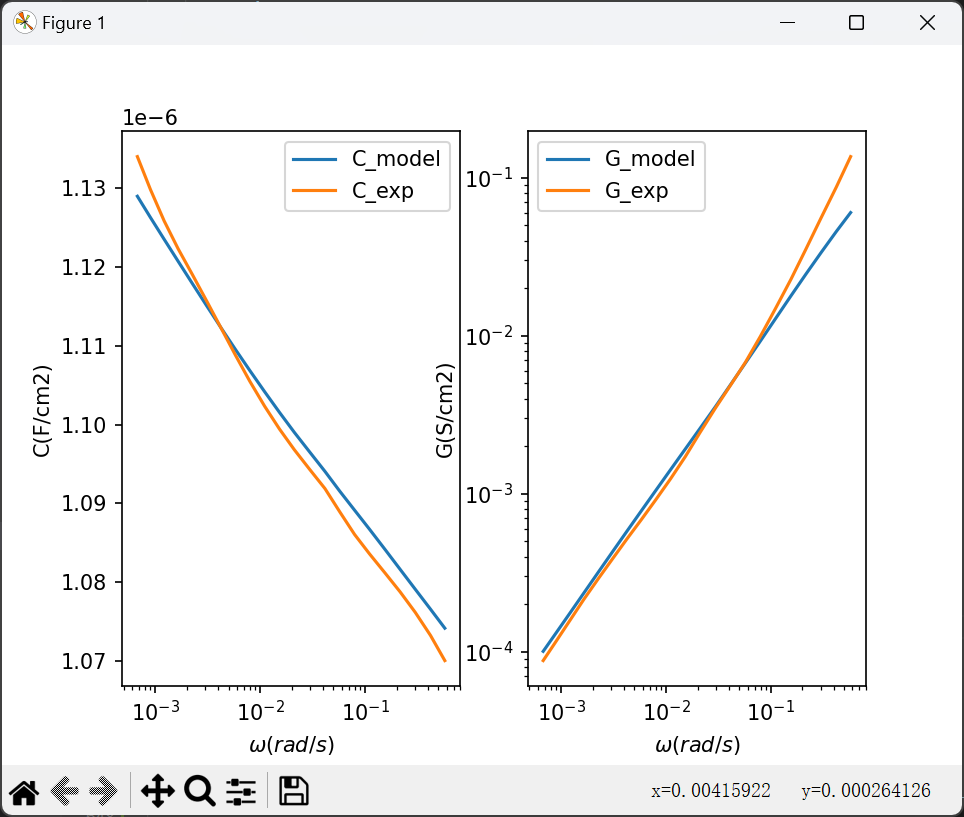 Figure 1
1e−6
C_model
C_exp
1.13
1.12
1.11
1.10
1.09
1.08
1.07
C(F/cm2)
10⁻³ 10⁻² 10⁻¹
ω(rad/s)
G_model
G_exp
10⁻¹
10⁻²
10⁻³
10⁻⁴
G(S/cm2)
10⁻³ 10⁻² 10⁻¹
ω(rad/s)
x=0.00415922 y=0.000264126